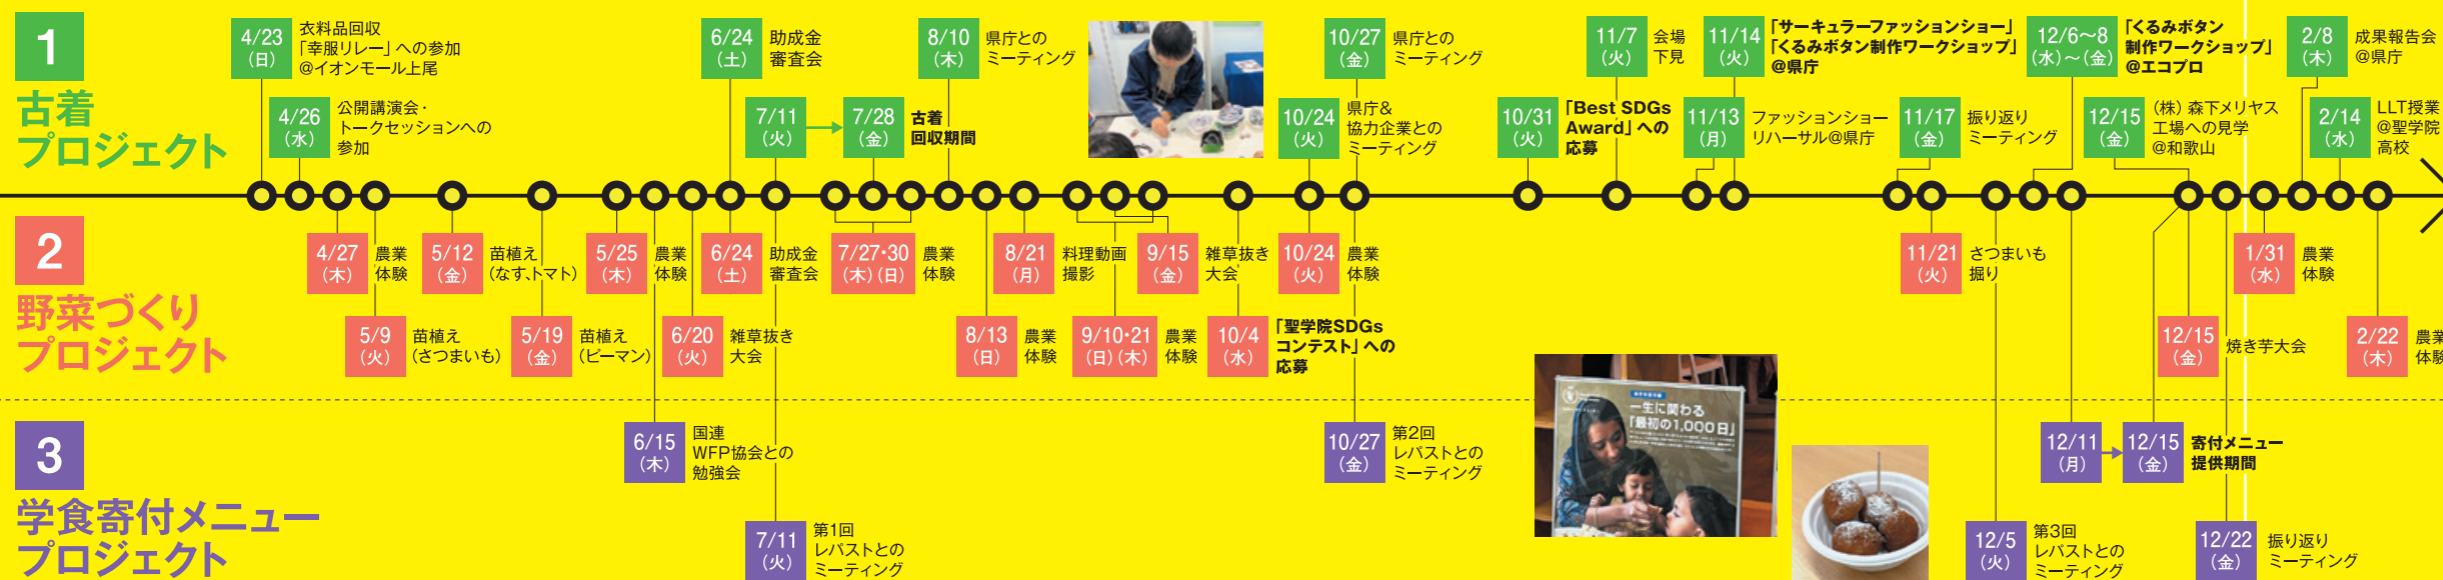 1
古着
プロジェクト
4/23
（日）
衣料品回収
「幸服リレー」への参加
@イオンモール上尾
4/26
（水）
公開講演会・
トークセッションへの
参加
6/24
（土）
助成金
審査会
7/11
（火）
7/28
（金）
古着
回収期間
8/10
（木）
県庁との
ミーティング
10/27
（金）
県庁との
ミーティング
10/24
（火）
県庁&
協力企業との
ミーティング
10/31
（火）
「Best SDGs
Award」への
応募
11/7
（火）
会場
下見
11/14
（火）
「サーキュラーファッションショー」
「くるみボタン制作ワークショップ」
@県庁
11/13
（月）
ファッションショー
リハーサル@県庁
11/17
（金）
振り返り
ミーティング
12/6〜8
（水）〜（金）
「くるみボタン
制作ワークショップ」
@エコプロ
12/15
（金）
（株）森下メリヤス
工場への見学
@和歌山
2/8
（木）
成果報告会
@県庁
2/14
（水）
LLT授業
@聖学院
高校
2
野菜づくり
プロジェクト
4/27
（木）
農業
体験
5/9
（火）
苗植え
（さつまいも）
5/12
（金）
苗植え
（なす、トマト）
5/19
（金）
苗植え
（ピーマン）
5/25
（木）
農業
体験
6/20
（火）
雑草抜き
大会
6/24
（土）
助成金
審査会
7/27・30
（木）（日）
農業
体験
8/13
（日）
農業
体験
8/21
（月）
料理動画
撮影
9/10・21
（日）（木）
農業
体験
9/15
（金）
雑草抜き
大会
10/4
（水）
「聖学院SDGs
コンテスト」への
応募
10/24
（火）
農業
体験
11/21
（火）
さつまいも
掘り
12/15
（金）
焼き芋大会
1/31
（水）
農業
体験
2/22
（木）
農業
体験
3
学食寄付メニュー
プロジェクト
6/15
（木）
国連
WFP協会との
勉強会
7/11
（火）
第1回
レパストとの
ミーティング
10/27
（金）
第2回
レパストとの
ミーティング
一生に関わる
「最初の1,000日」
12/5
（火）
第3回
レパストとの
ミーティング
12/11
（月）
12/15
（金）
寄付メニュー
提供期間
12/22
（金）
振り返り
ミーティング